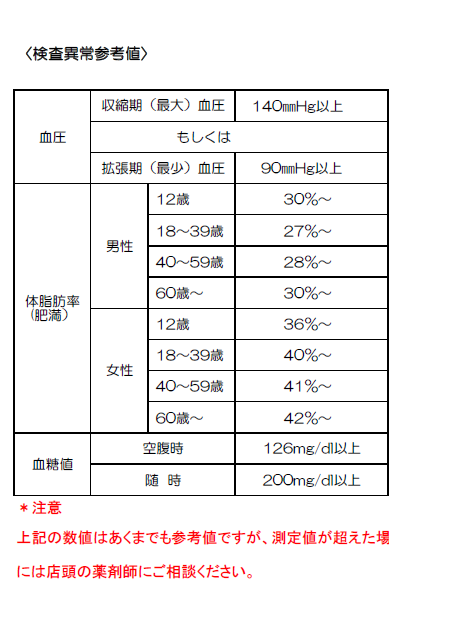 〈検査異常参考値〉
血圧
収縮期（最大）血圧 140mmHg以上
もしくは
拡張期（最少）血圧 90mmHg以上
体脂肪率
(肥満)
男性
12歳 30%～
18～39歳 27%～
40～59歳 28%～
60歳～ 30%～
女性
12歳 36%～
18～39歳 40%～
40～59歳 41%～
60歳～ 42%～
血糖値
空腹時 126mg/dl以上
随 時 200mg/dl以上
＊注意
上記の数値はあくまでも参考値ですが、測定値が超えた場
には店頭の薬剤師にご相談ください。